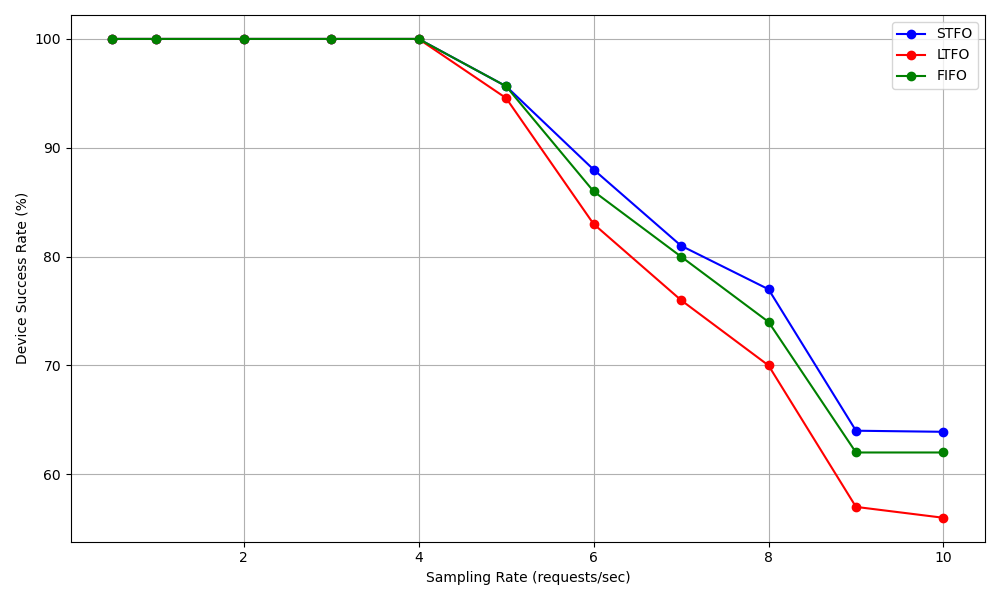 STFO
LTFO
FIFO
Device Success Rate (%)
100
90
80
70
60
2 4 6 8 10
Sampling Rate (requests/sec)